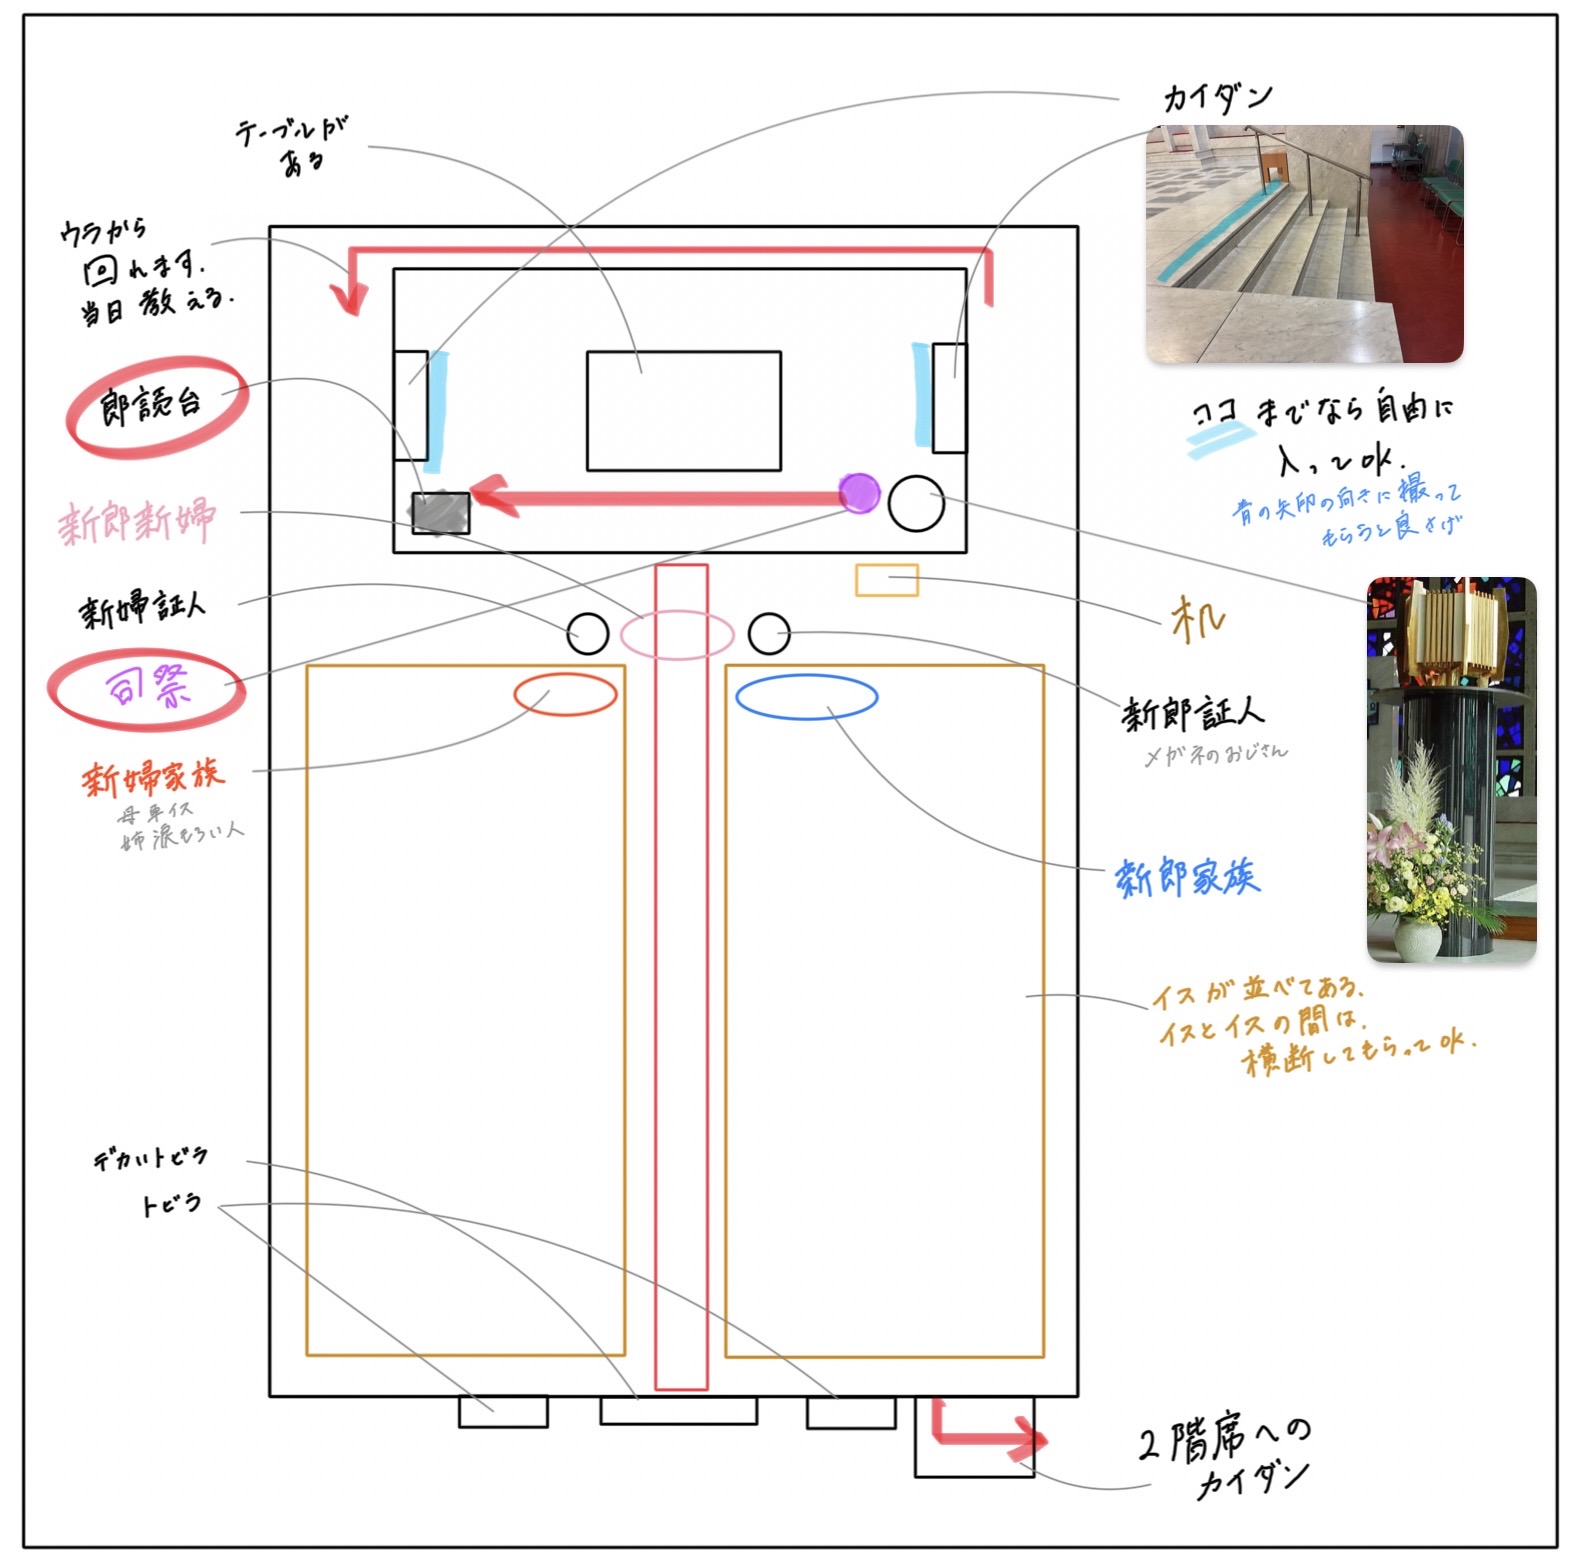 カイダン
テーブルが
ある
ウラから
回れます.
当日 教える.
郎読台
ココ まで なら 自由に
入ってOK.
昔の矢印の向きに撮って
もらうと良さげ
新郎新婦
新婦証人
机
司祭
新郎証人
メガネのおじさん
新婦家族
母車イス
姉 涙もろい人
新郎家族
イスが並べてある.
イスとイスの間は.
横断してもらってOK.
デカいトビラ
トビラ
2階席への
カイダン